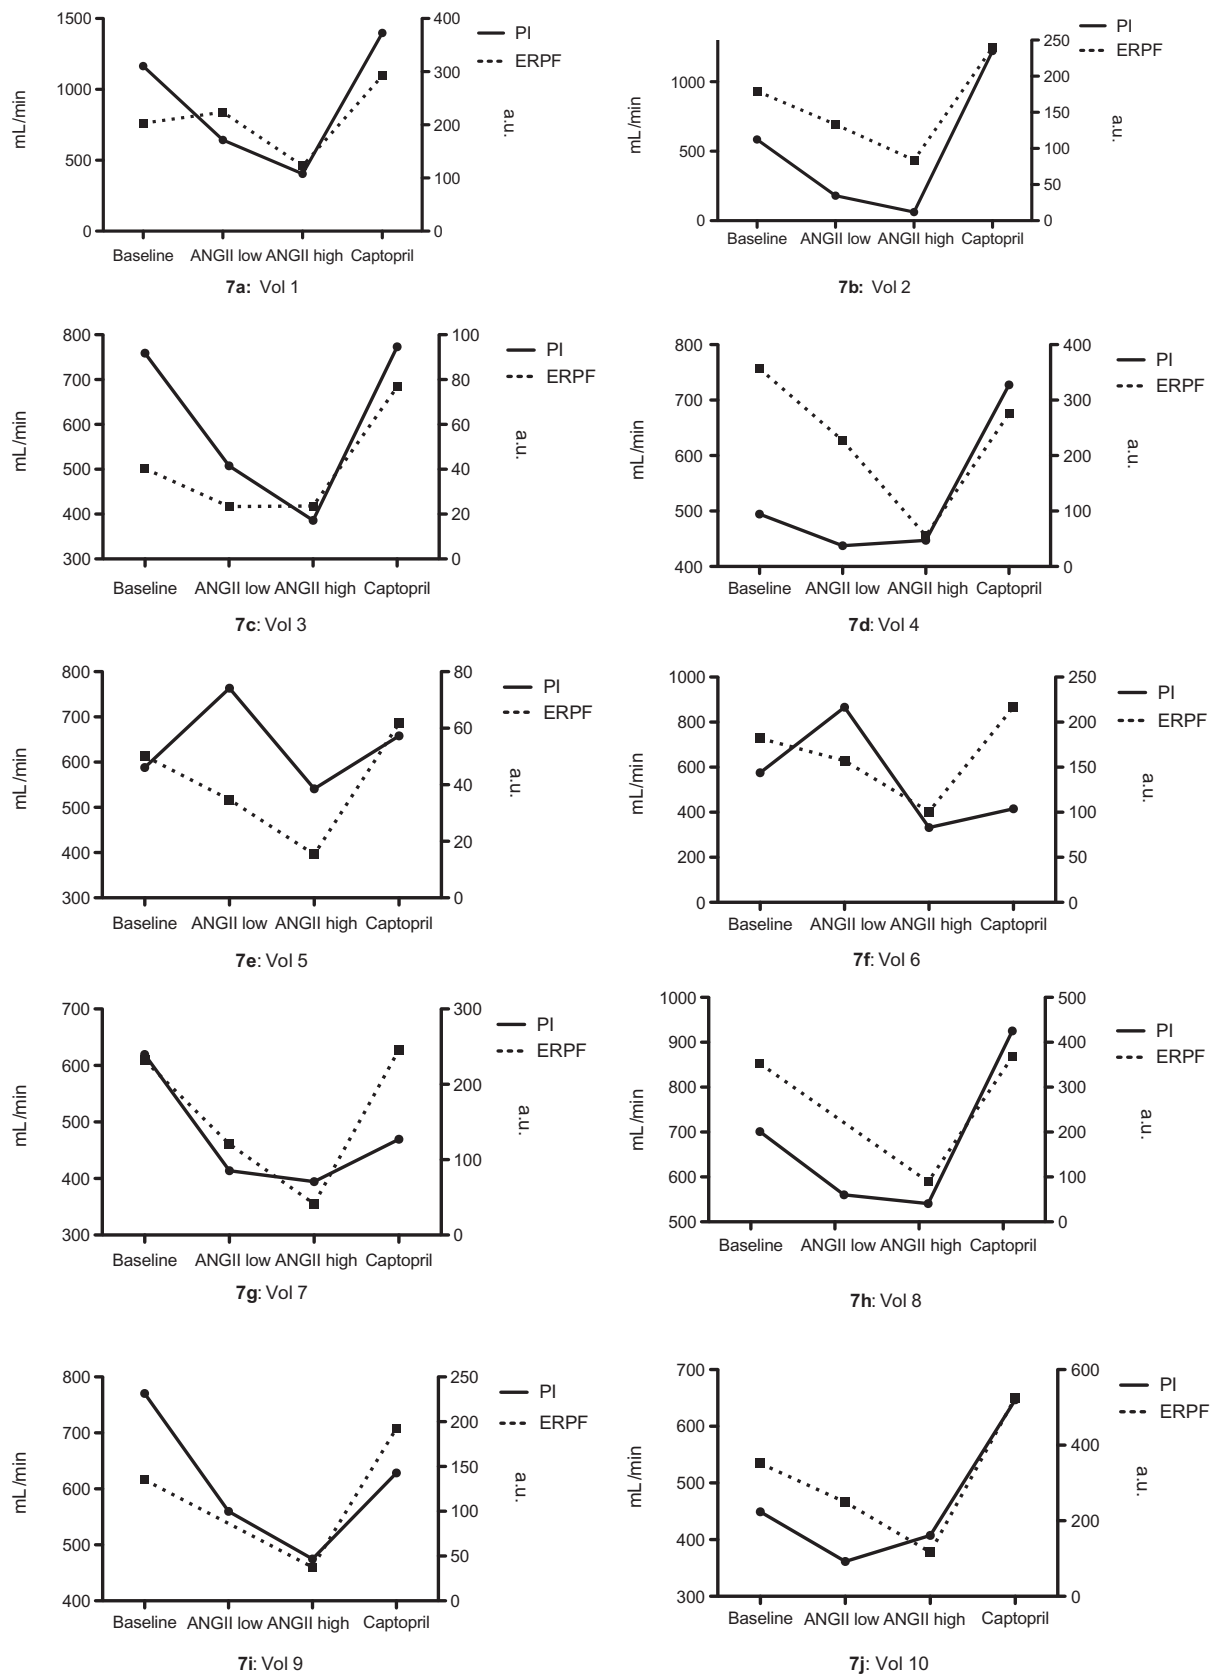 1500
1000
500
0
mL/min
400
300
200
100
0
a.u.
PI
ERPF
Baseline ANGII low ANGII high Captopril
7a: Vol 1
1000
500
0
mL/min
250
200
150
100
50
0
a.u.
PI
ERPF
Baseline ANGII low ANGII high Captopril
7b: Vol 2
800
700
600
500
400
300
mL/min
100
80
60
40
20
0
a.u.
PI
ERPF
Baseline ANGII low ANGII high Captopril
7c: Vol 3
800
700
600
500
400
mL/min
400
300
200
100
0
a.u.
PI
ERPF
Baseline ANGII low ANGII high Captopril
7d: Vol 4
800
700
600
500
400
300
mL/min
80
60
40
20
0
a.u.
PI
ERPF
Baseline ANGII low ANGII high Captopril
7e: Vol 5
1000
800
600
400
200
0
mL/min
250
200
150
100
50
0
a.u.
PI
ERPF
Baseline ANGII low ANGII high Captopril
7f: Vol 6
700
600
500
400
300
mL/min
300
200
100
0
a.u.
PI
ERPF
Baseline ANGII low ANGII high Captopril
7g: Vol 7
1000
900
800
700
600
500
mL/min
500
400
300
200
100
0
a.u.
PI
ERPF
Baseline ANGII low ANGII high Captopril
7h: Vol 8
800
700
600
500
400
mL/min
250
200
150
100
50
0
a.u.
PI
ERPF
Baseline ANGII low ANGII high Captopril
7i: Vol 9
700
600
500
400
300
mL/min
600
400
200
0
a.u.
PI
ERPF
Baseline ANGII low ANGII high Captopril
7j: Vol 10